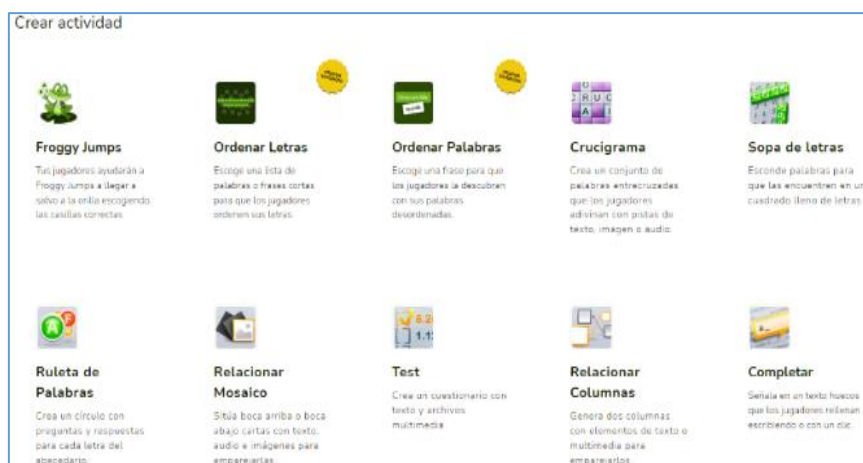 Crear actividad
Froggy Jumps
Tus jugadores ayudarán a
Froggy Jumps a llegar a
salvo a la orilla escogiendo
las casillas correctas
Ordenar Letras
Escoge una lista de
palabras o frases cortas
para que los jugadores
ordenen sus letras.
Ordenar Palabras
Escoge una frase para que
los jugadores la descubran
con sus palabras
desordenadas.
Crucigrama
Crea un conjunto de
palabras entrecruzadas
que los jugadores
adivinan con pistas de
texto, imagen o audio.
Sopa de letras
Esconde palabras para
que las encuentren en un
cuadrado lleno de letras
Ruleta de
Palabras
Crea un círculo con
preguntas y respuestas
para cada letra del
abecedario.
Relacionar
Mosaico
Sitúa boca arriba o boca
abajo cartas con texto,
audio e imágenes para
emparejarlas.
Test
Crea un cuestionario con
texto y archivos
multimedia
Relacionar
Columnas
Genera dos columnas
con elementos de texto o
multimedia para
emparejarlos
Completar
Señala en un texto huecos
que los jugadores rellenan
escribiendo o con un clic.